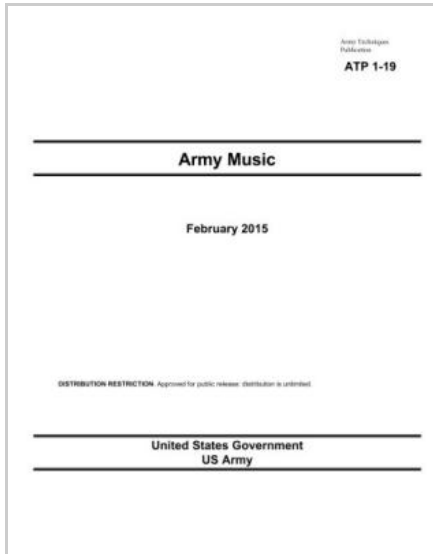 Army Techniques
Publication
ATP 1-19
Army Music
February 2015
DISTRIBUTION RESTRICTION. Approved for public release: distribution is unlimited.
United States Government
US Army